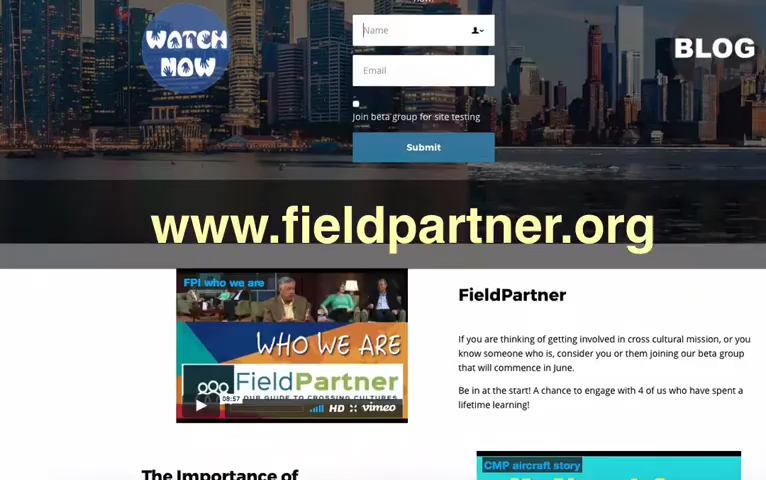 now!
WATCH
NOW
Name
BLOG
Email
Join beta group for site testing
Submit
www.fieldpartner.org
FPI who we are
WHO WE ARE
FieldPartner
OUR GUIDE TO CROSSING CULTURES
08:57
HD
vimeo
FieldPartner
If you are thinking of getting involved in cross cultural mission, or you
know someone who is, consider you or them joining our beta group
that will commence in June.
Be in at the start! A chance to engage with 4 of us who have spent a
lifetime learning!
The Importance of
CMP aircraft story